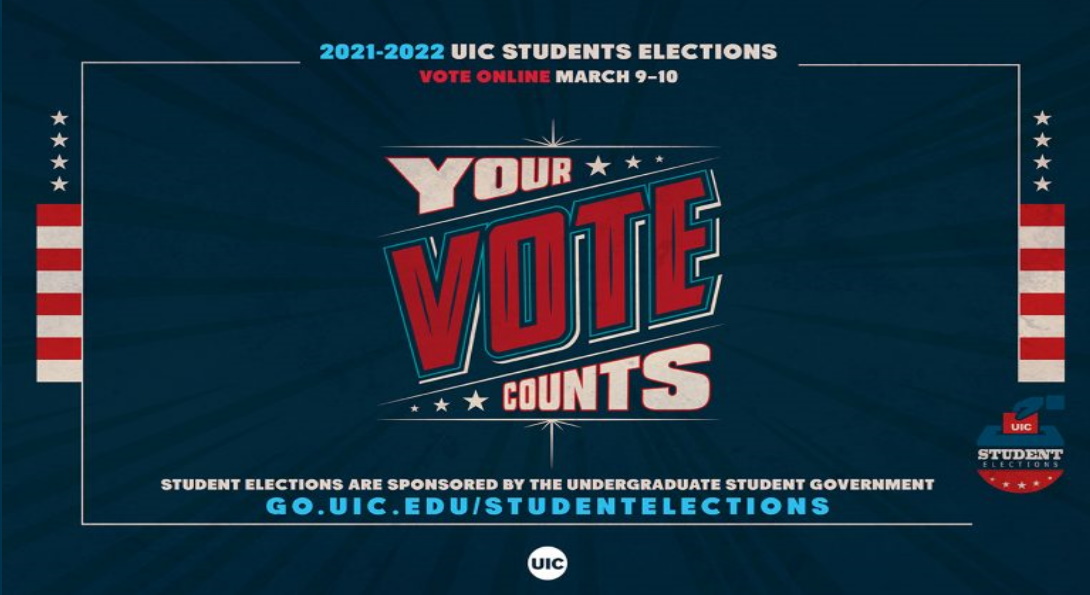 2021-2022 UIC STUDENTS ELECTIONS
VOTE ONLINE MARCH 9-10
YOUR
VOTE
COUNTS
UIC
STUDENT
ELECTIONS
STUDENT ELECTIONS ARE SPONSORED BY THE UNDERGRADUATE STUDENT GOVERNMENT
GO.UIC.EDU/STUDENTELECTIONS
UIC